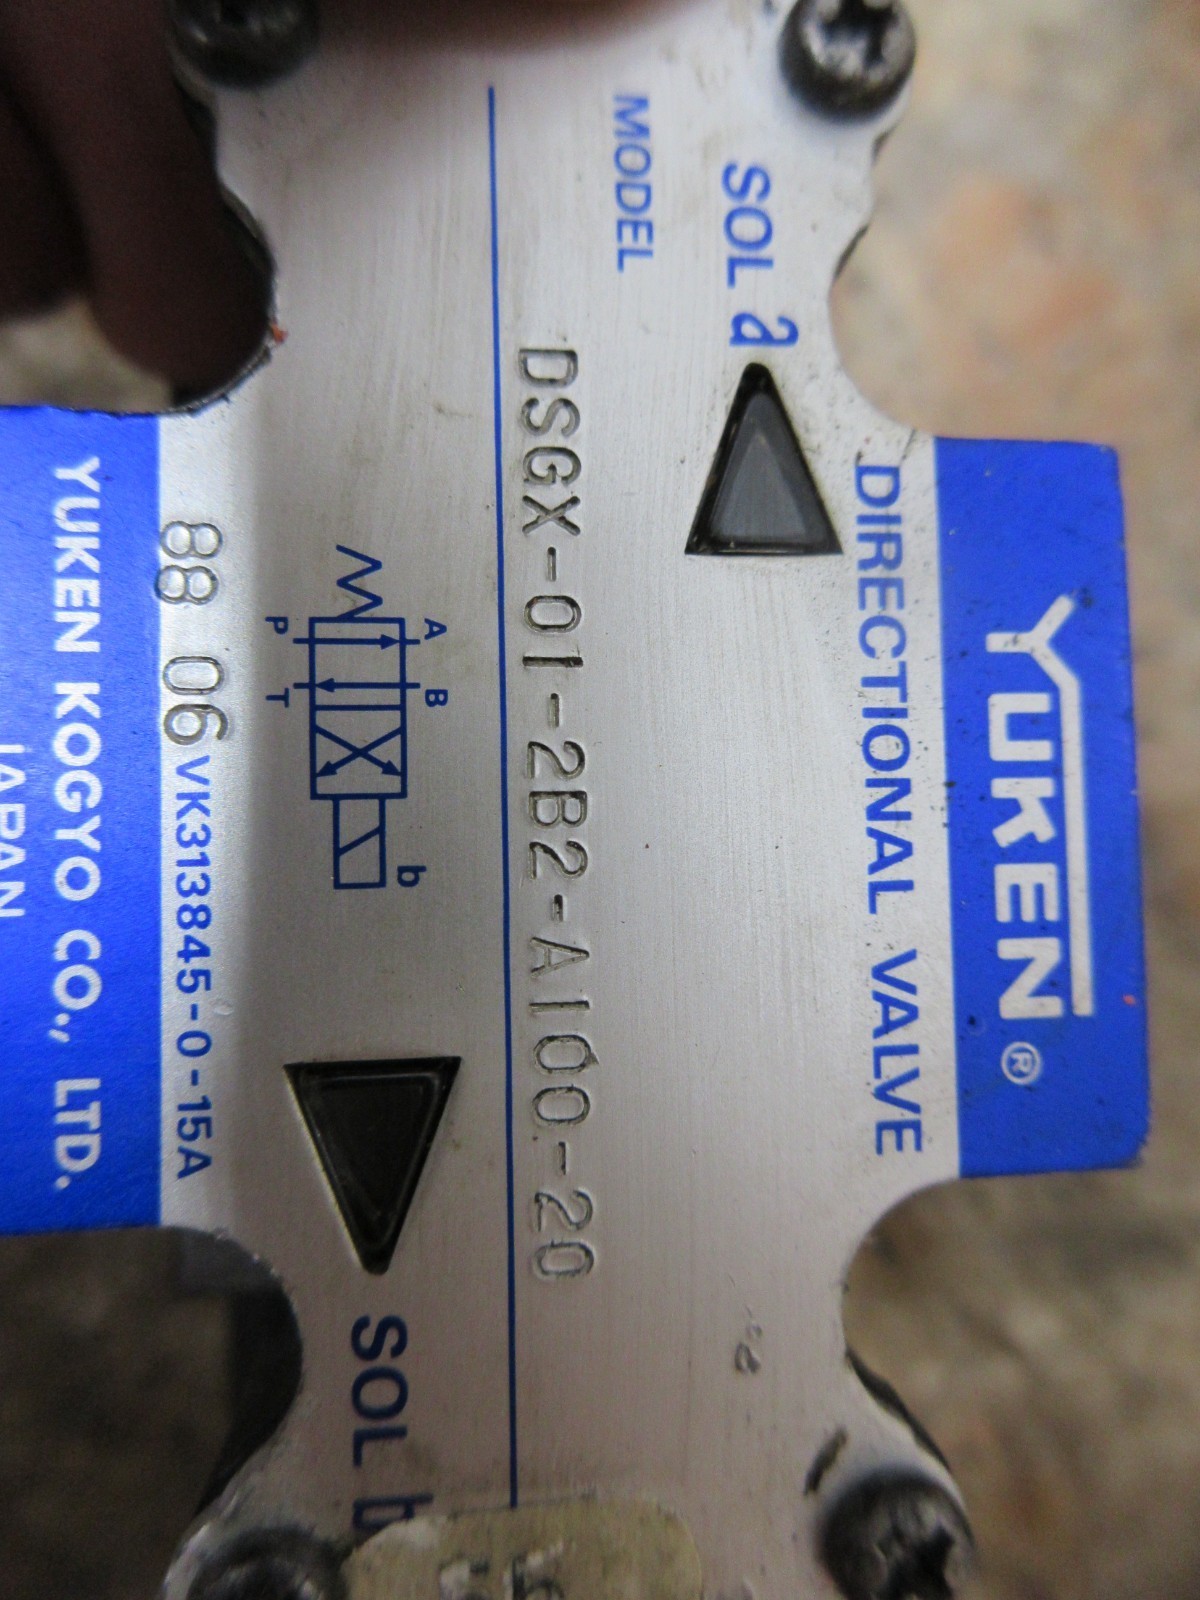 YUKEN®
DIRECTIONAL VALVE
SOL a
MODEL
DSGX-01-2B2-A100-20
A B
P T
b
SOL b
88 06 VK313845-0-15A
YUKEN KOGYO CO., LTD.
JAPAN